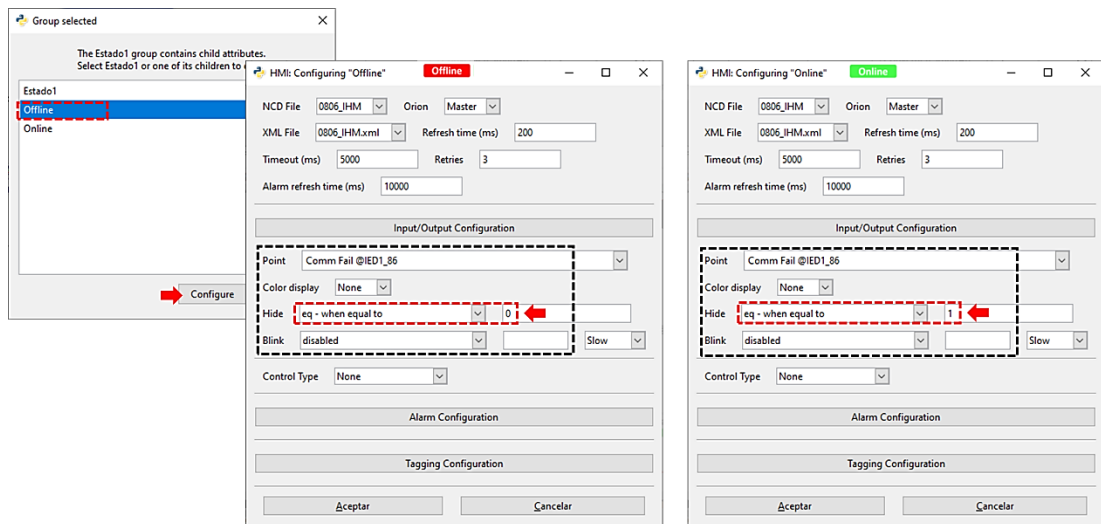 Group selected
The Estado1 group contains child attributes.
Select Estado1 or one of its children to
Estado1
Offline
Online
Configure
HMI: Configuring "Offline" Offline
NCD File 0806_IHM Orion Master
XML File 0806_IHM.xml Refresh time (ms) 200
Timeout (ms) 5000 Retries 3
Alarm refresh time (ms) 10000
Input/Output Configuration
Point Comm Fail @IED1_86
Color display None
Hide eq - when equal to 0
Blink disabled Slow
Control Type None
Alarm Configuration
Tagging Configuration
Aceptar Cancelar
HMI: Configuring "Online" Online
NCD File 0806_IHM Orion Master
XML File 0806_IHM.xml Refresh time (ms) 200
Timeout (ms) 5000 Retries 3
Alarm refresh time (ms) 10000
Input/Output Configuration
Point Comm Fail @IED1_86
Color display None
Hide eq - when equal to 1
Blink disabled Slow
Control Type None
Alarm Configuration
Tagging Configuration
Aceptar Cancelar